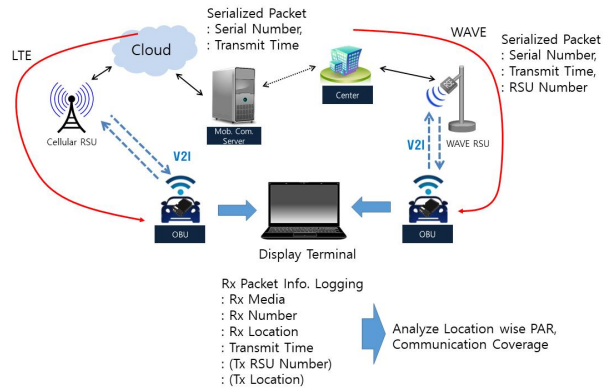 LTE
Cloud
Serialized Packet
: Serial Number,
: Transmit Time
WAVE
Serialized Packet
: Serial Number,
: Transmit Time,
: RSU Number
Cellular RSU
Mob. Com.
Server
Center
WAVE RSU
V2I
V2I
OBU
Display Terminal
OBU
Rx Packet Info. Logging
: Rx Media
: Rx Number
: Rx Location
: Transmit Time
: (Tx RSU Number)
: (Tx Location)
Analyze Location wise PAR,
Communication Coverage